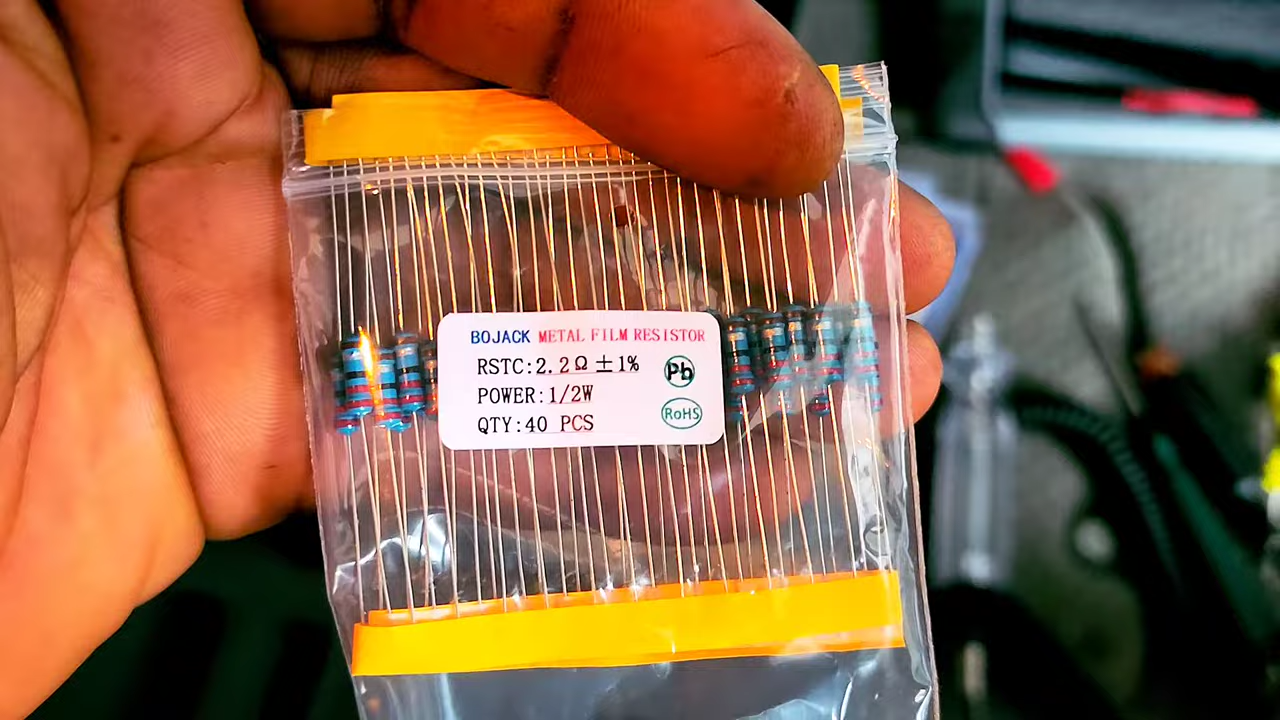 BOJACK METAL FILM RESISTOR
RSTC:2.2Ω±1%
POWER:1/2W
QTY:40 PCS
Pb
RoHS